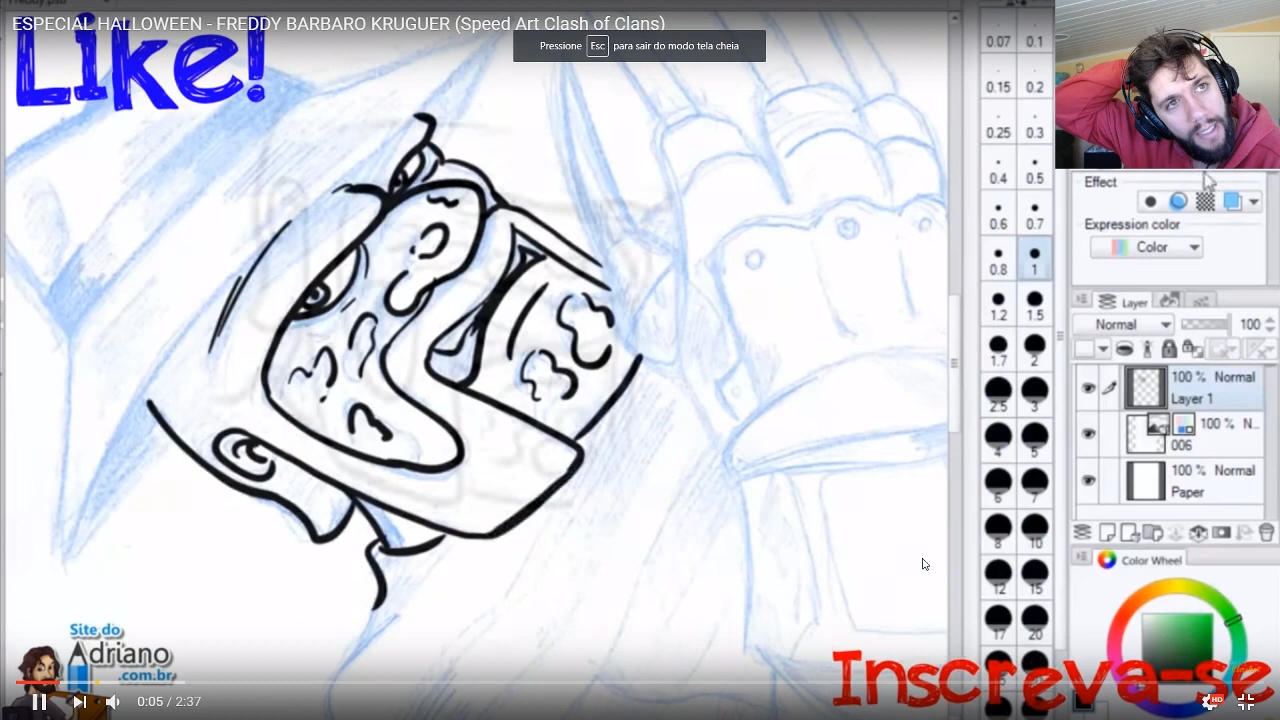 Freddy.psd
ESPECIAL HALLOWEEN - FREDDY BARBARO KRUGUER (Speed Art Clash of Clans)
Pressione Esc para sair do modo tela cheia
Like!
0.07 0.1
0.15 0.2
0.25 0.3
0.4 0.5
0.6 0.7
0.8 1
1.2 1.5
1.7 2
2.5 3
4 5
6 7
8 10
12 15
17 20
Effect
Expression color
Color
Layer
Normal 100
100 % Normal
Layer 1
100 % N...
006
100 % Normal
Paper
Color Wheel
Site do
Adriano
.com.br
Inscreva-se
0:05 / 2:37
HD